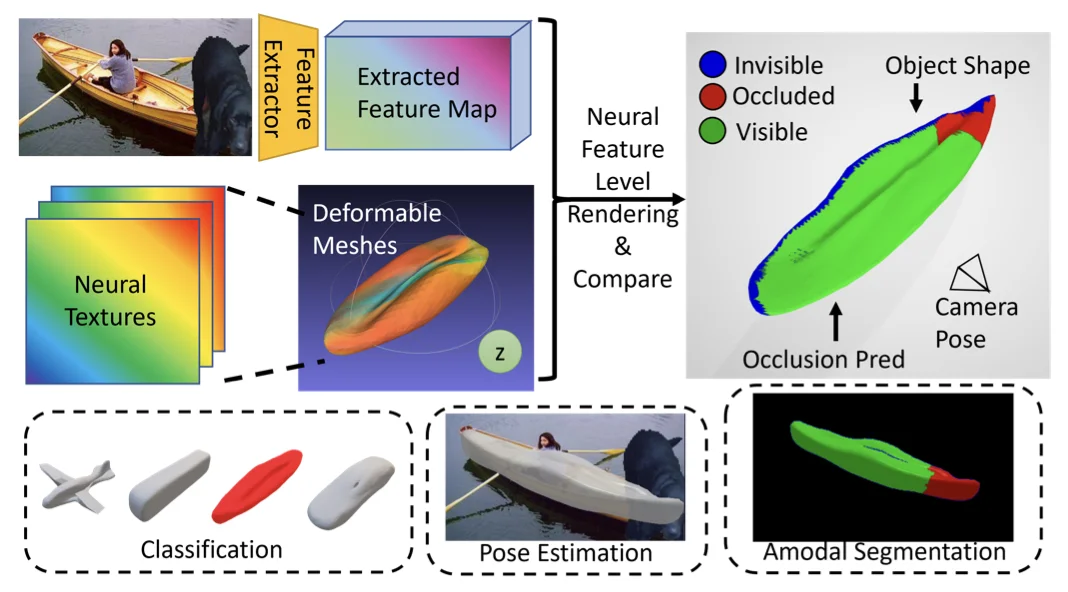 Feature
Extractor
Extracted
Feature Map
Neural
Feature
Level
Rendering
&
Compare
Invisible
Occluded
Visible
Object Shape
Camera
Pose
Occlusion Pred
Neural
Textures
Deformable
Meshes
z
Classification
Pose Estimation
Amodal Segmentation